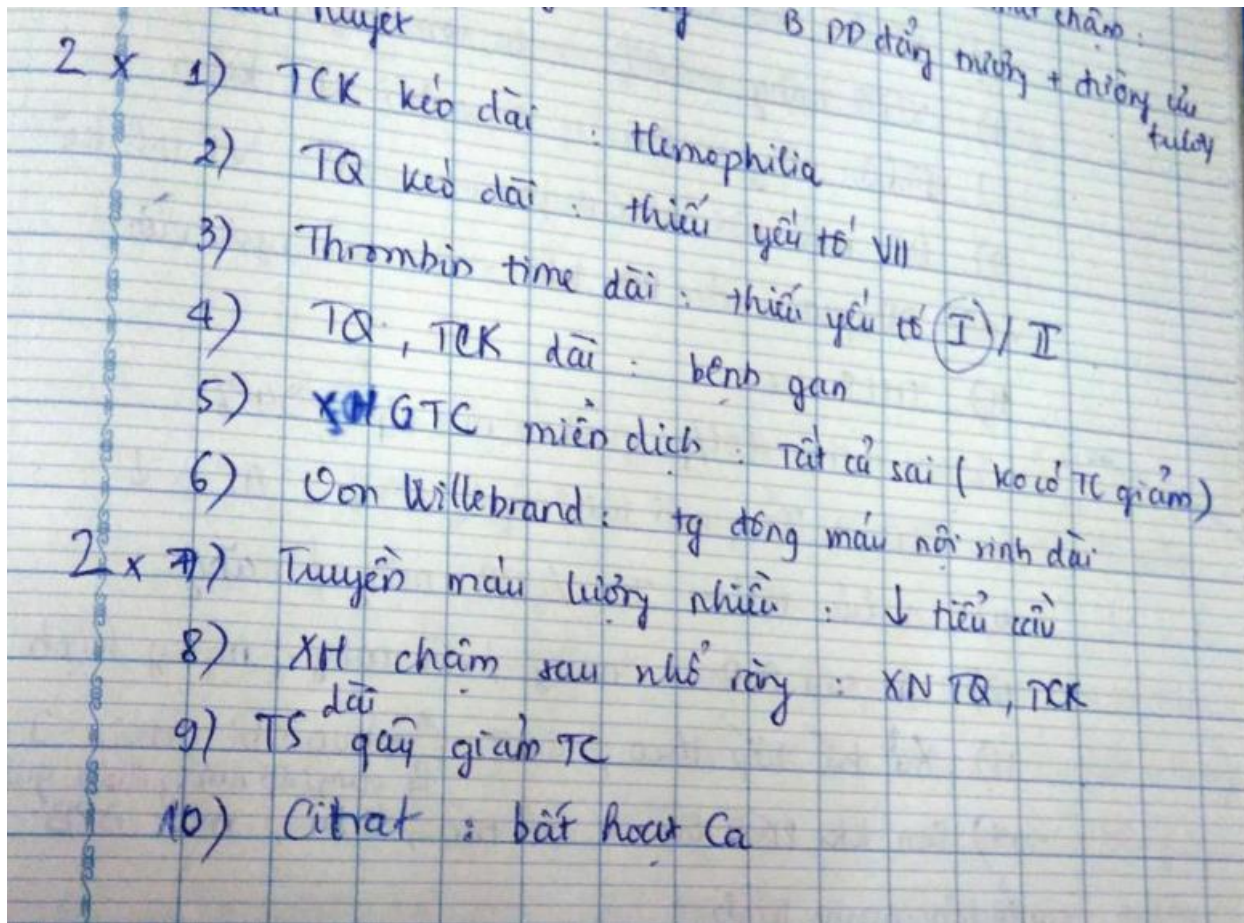 chậm :
B DD đảng trường + đường
tuỷ
2 x 1) TCK kéo dài : Hemophilia
2) TQ kéo dài : thiếu yếu tố VII
3) Thrombin time dài : thiếu yếu tố I / II
4) TQ, TCK dài : bệnh gan
5) XH GTC miễn dịch : Tất cả sai ( ko có TC giảm )
6) Von Willebrand : tg đông máu nội sinh dài
2 x 7) Truyền máu lượng nhiều : ↓ tiểu cầu
8) XH chậm sau nhổ răng : XN TQ, TCK
9) TS dài gây giảm TC
10) Citrat : bất hoạt Ca